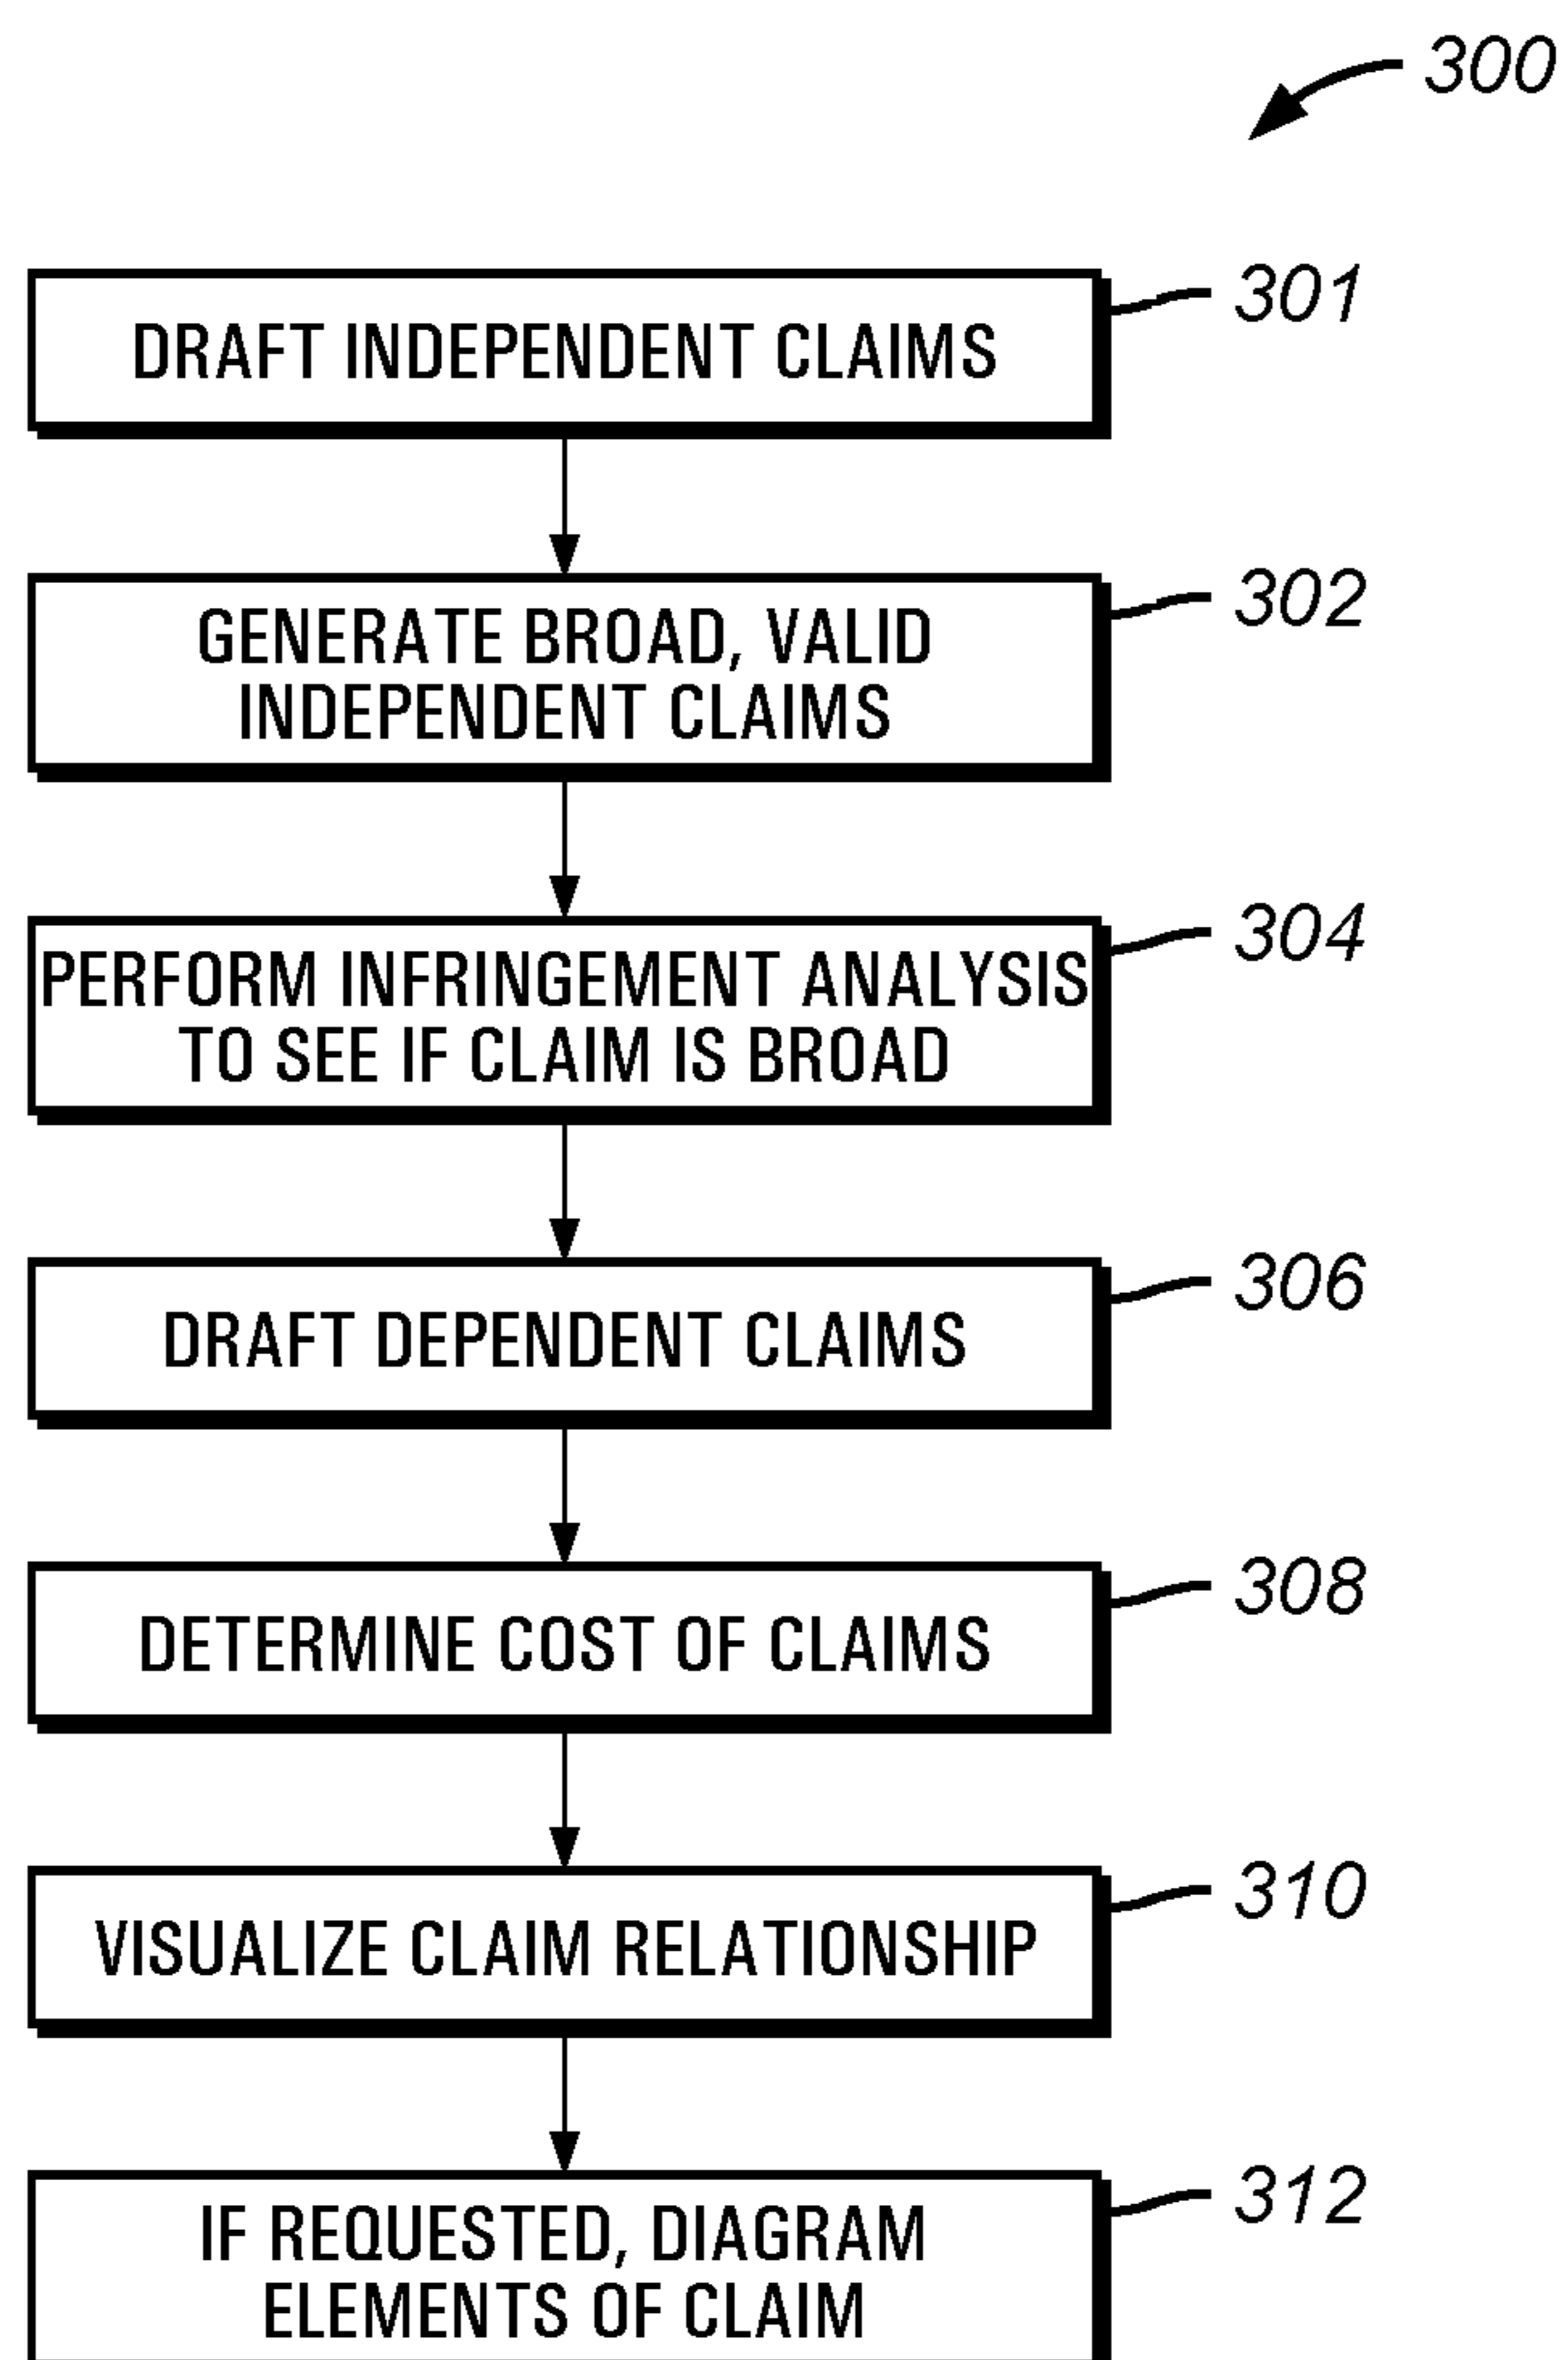 300
DRAFT INDEPENDENT CLAIMS
301
GENERATE BROAD, VALID
INDEPENDENT CLAIMS
302
PERFORM INFRINGEMENT ANALYSIS
TO SEE IF CLAIM IS BROAD
304
DRAFT DEPENDENT CLAIMS
306
DETERMINE COST OF CLAIMS
308
VISUALIZE CLAIM RELATIONSHIP
310
IF REQUESTED, DIAGRAM
ELEMENTS OF CLAIM
312